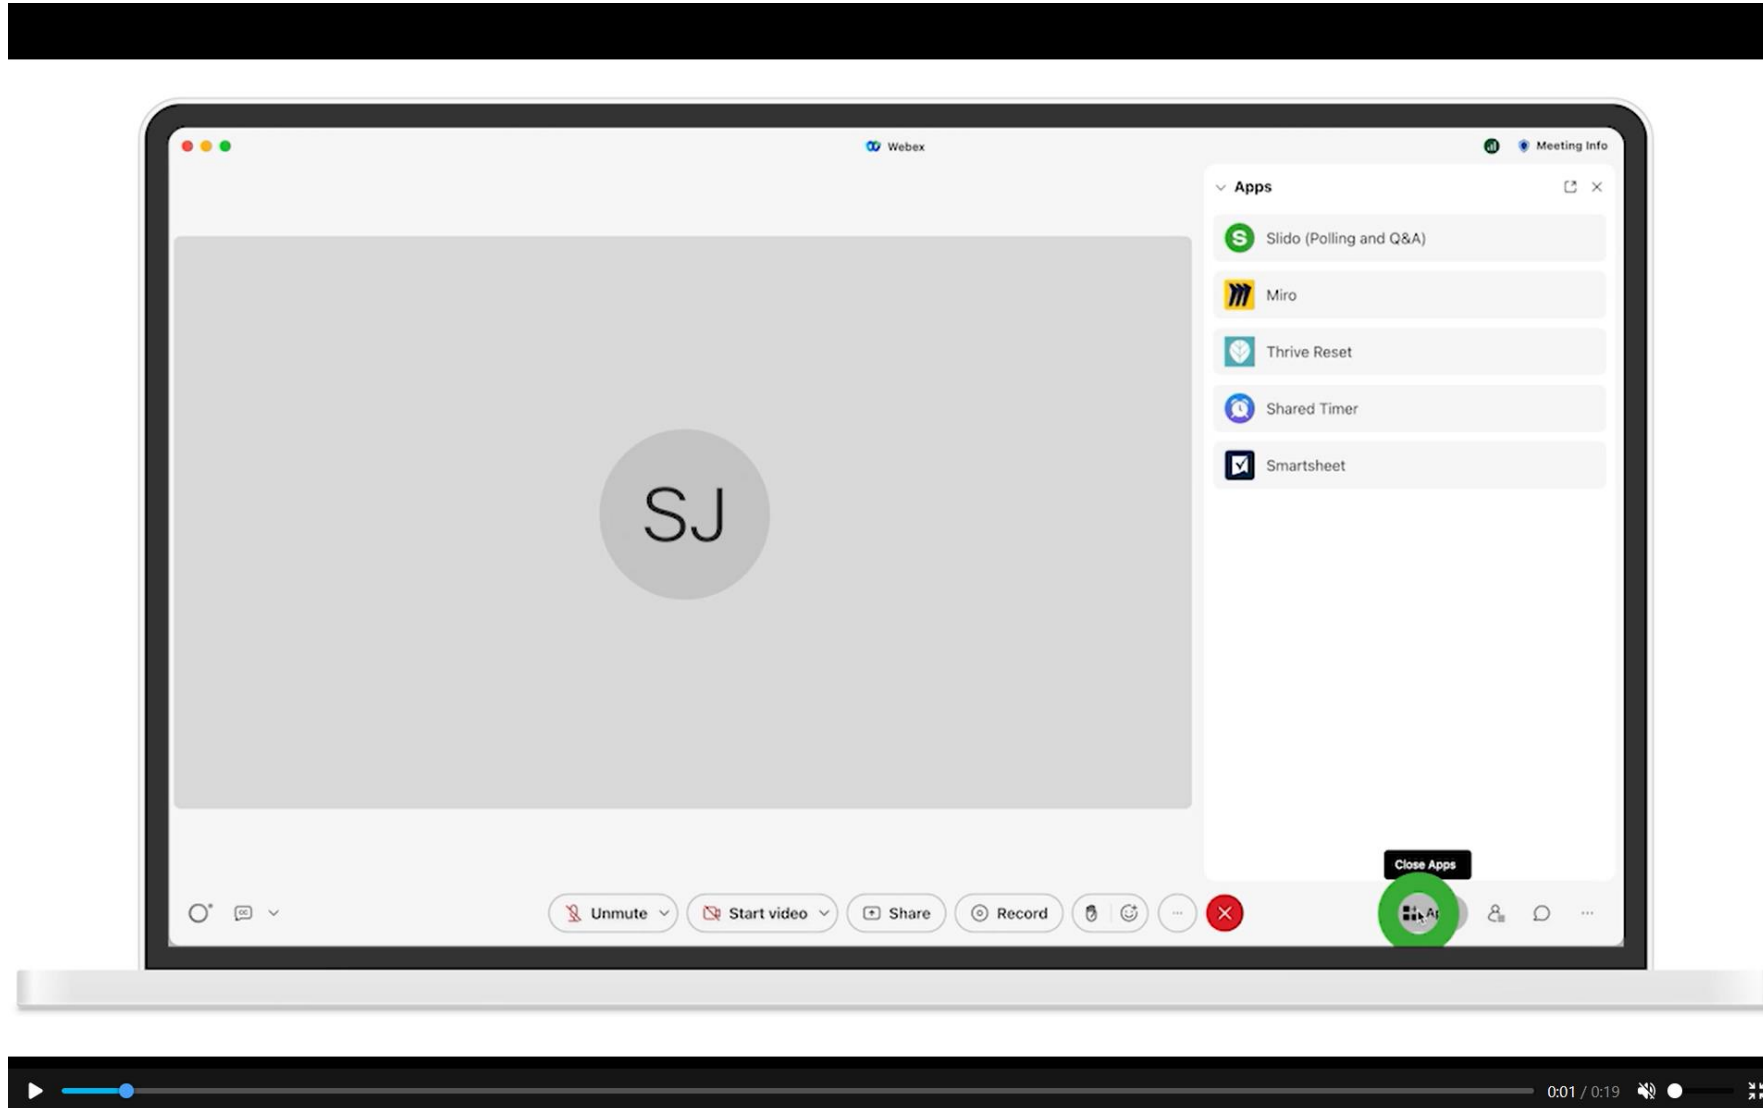 Webex
Meeting Info
Apps
Slido (Polling and Q&A)
Miro
Thrive Reset
Shared Timer
Smartsheet
SJ
Close Apps
Unmute
Start video
Share
Record
0:01 / 0:19